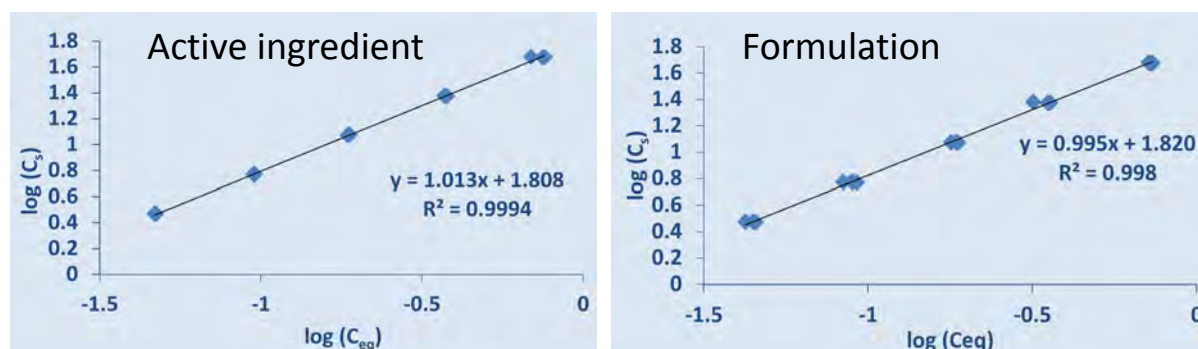 Active ingredient
1.8
1.6
1.4
1.2
1
0.8
0.6
0.4
0.2
0
log (Cₛ)
y = 1.013x + 1.808
R² = 0.9994
-1.5
-1
-0.5
0
log (Cₑq)
Formulation
1.8
1.6
1.4
1.2
1
0.8
0.6
0.4
0.2
0
log (Cₛ)
y = 0.995x + 1.820
R² = 0.998
-1.5
-1
-0.5
0
log (Ceq)